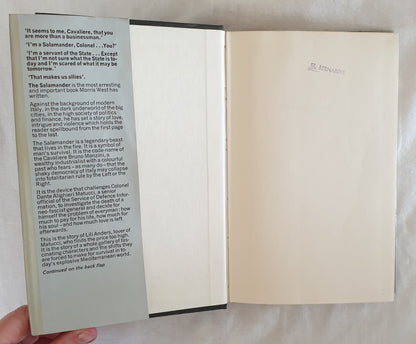 'It seems to me, Cavaliere, that
you are more than a businessman.'
'I'm a Salamander, Colonel . . . You?'
'I'm a servant of the State . . . Except
that I'm not sure what the State is to-
day and I'm scared of what it may be
tomorrow.'
'That makes us allies'.
The Salamander is the most arresting
and important book Morris West has
written.
Against the background of modern
Italy, in the dark underworld of the big
cities, in the high society of politics
and finance, he has set a story of love,
intrigue and violence which holds the
reader spellbound from the first page
to the last.
The Salamander is a legendary beast
that lives in the fire. It is a symbol of
man's survival. It is the code name of
the Cavaliere Bruno Manzini, a
wealthy industrialist with a colourful
past who fears – as many do – that the
shaky democracy of Italy may collapse
into totalitarian rule by the Left or the
Right.
It is the device that challenges Colonel
Dante Alighieri Matucci, a senior
official of the Service of Defence Infor-
mation, to investigate the death of a
neo-fascist general and decide for
himself the problem of everyman: how
much to pay for his life, how much for
his soul – and how much love is left
afterwards.
This is the story of Lili Anders, lover of
Matucci, who finds the price too high.
It is the story of a whole gallery of fas-
cinating characters and the shifts they
are forced to make for survival in to-
day's explosive Mediterranean world.
Continued on the back flap